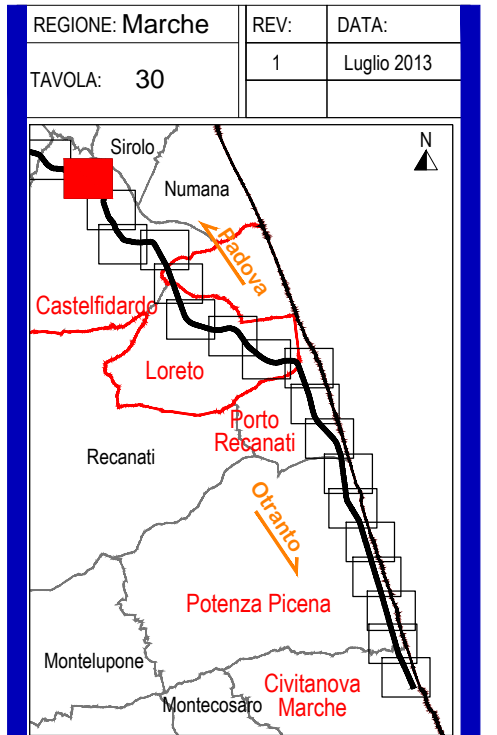 REGIONE: Marche
REV:
DATA:
TAVOLA: 30
1
Luglio 2013
Sirolo
N
Numana
Padova
Castelfidardo
Loreto
Porto
Recanati
Recanati
Otranto
Potenza Picena
Montelupone
Civitanova
Marche
Montecosaro